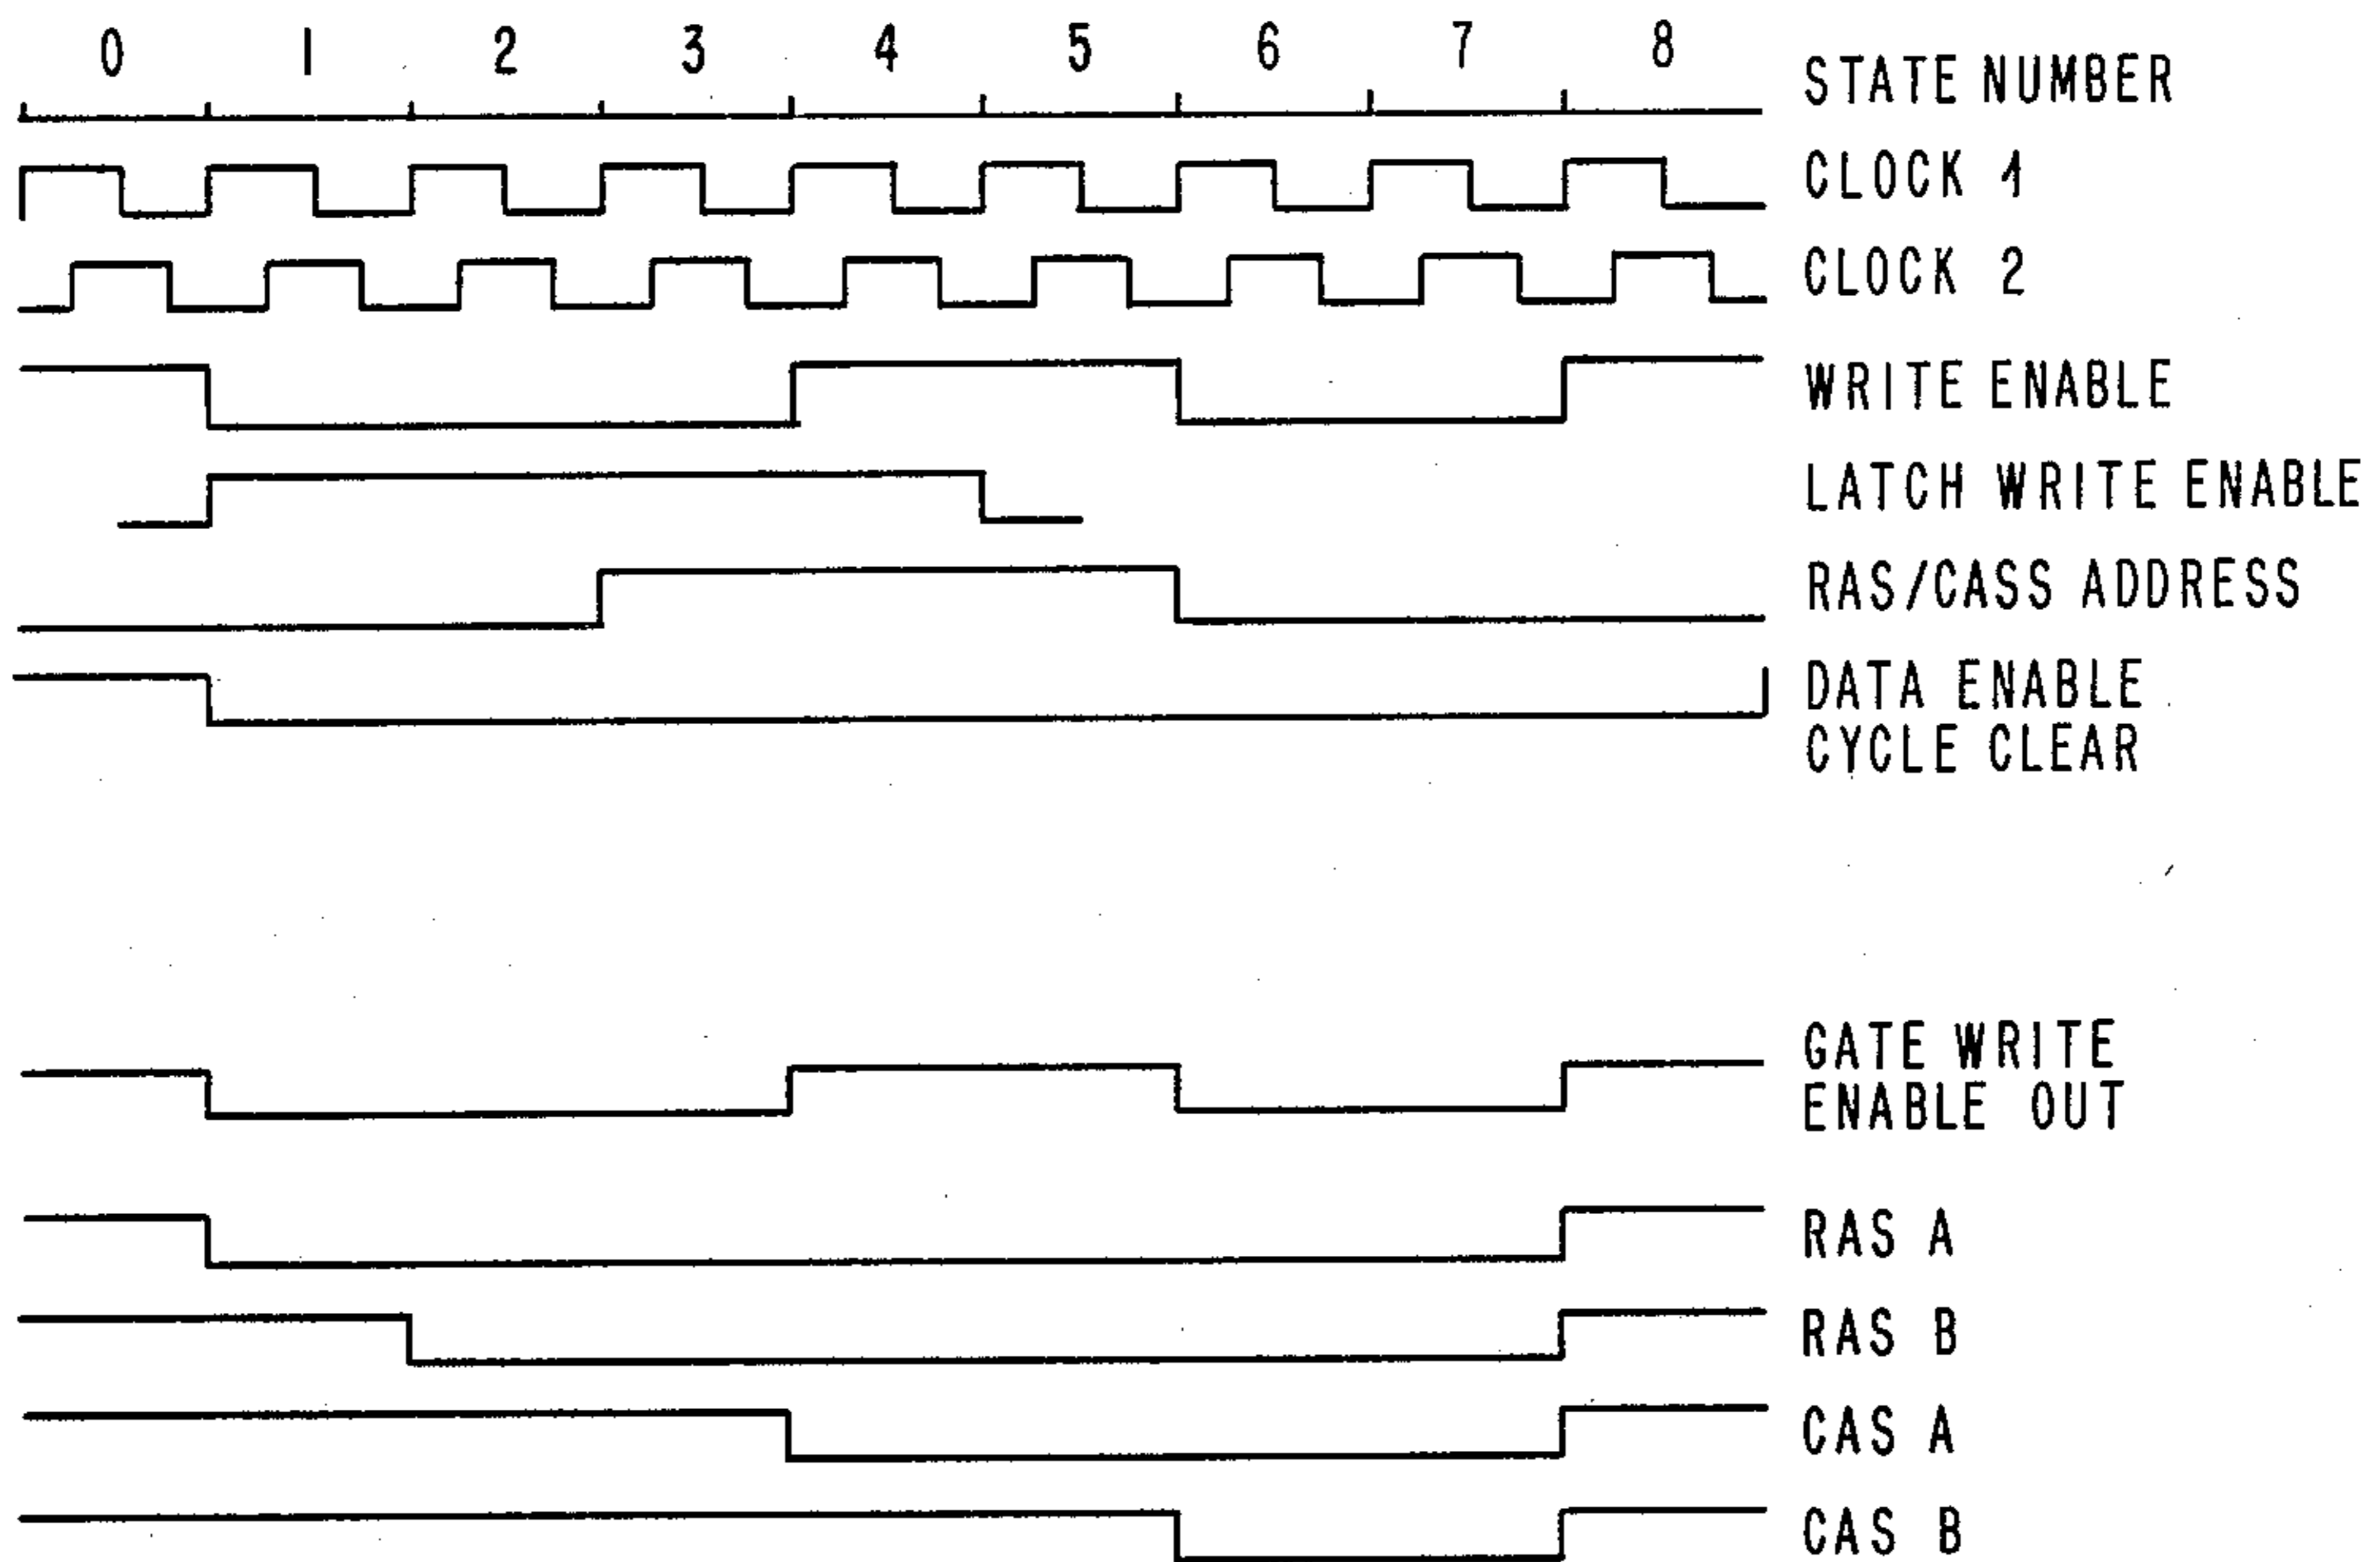 0 1 2 3 4 5 6 7 8
STATE NUMBER
CLOCK 1
CLOCK 2
WRITE ENABLE
LATCH WRITE ENABLE
RAS/CASS ADDRESS
DATA ENABLE
CYCLE CLEAR
GATE WRITE
ENABLE OUT
RAS A
RAS B
CAS A
CAS B